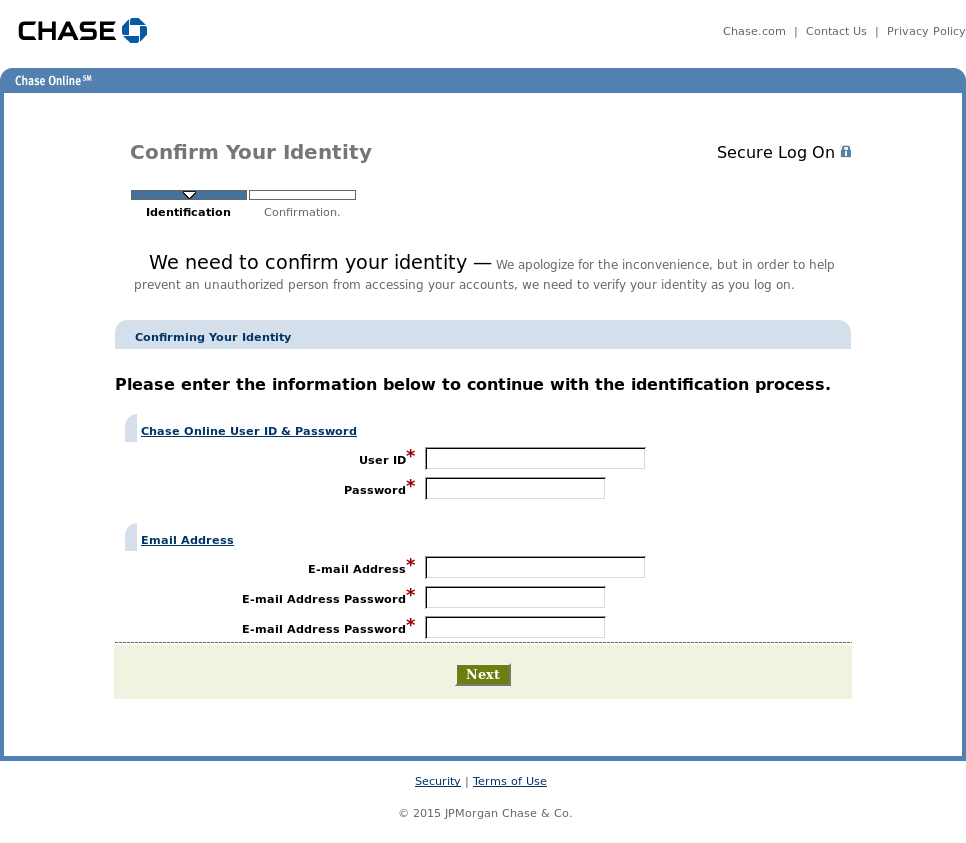 CHASE
Chase.com | Contact Us | Privacy Policy
Chase Online℠
Confirm Your Identity
Secure Log On
Identification
Confirmation.
We need to confirm your identity — We apologize for the inconvenience, but in order to help
prevent an unauthorized person from accessing your accounts, we need to verify your identity as you log on.
Confirming Your Identity
Please enter the information below to continue with the identification process.
Chase Online User ID & Password
User ID*
Password*
Email Address
E-mail Address*
E-mail Address Password*
E-mail Address Password*
Next
Security | Terms of Use
© 2015 JPMorgan Chase & Co.